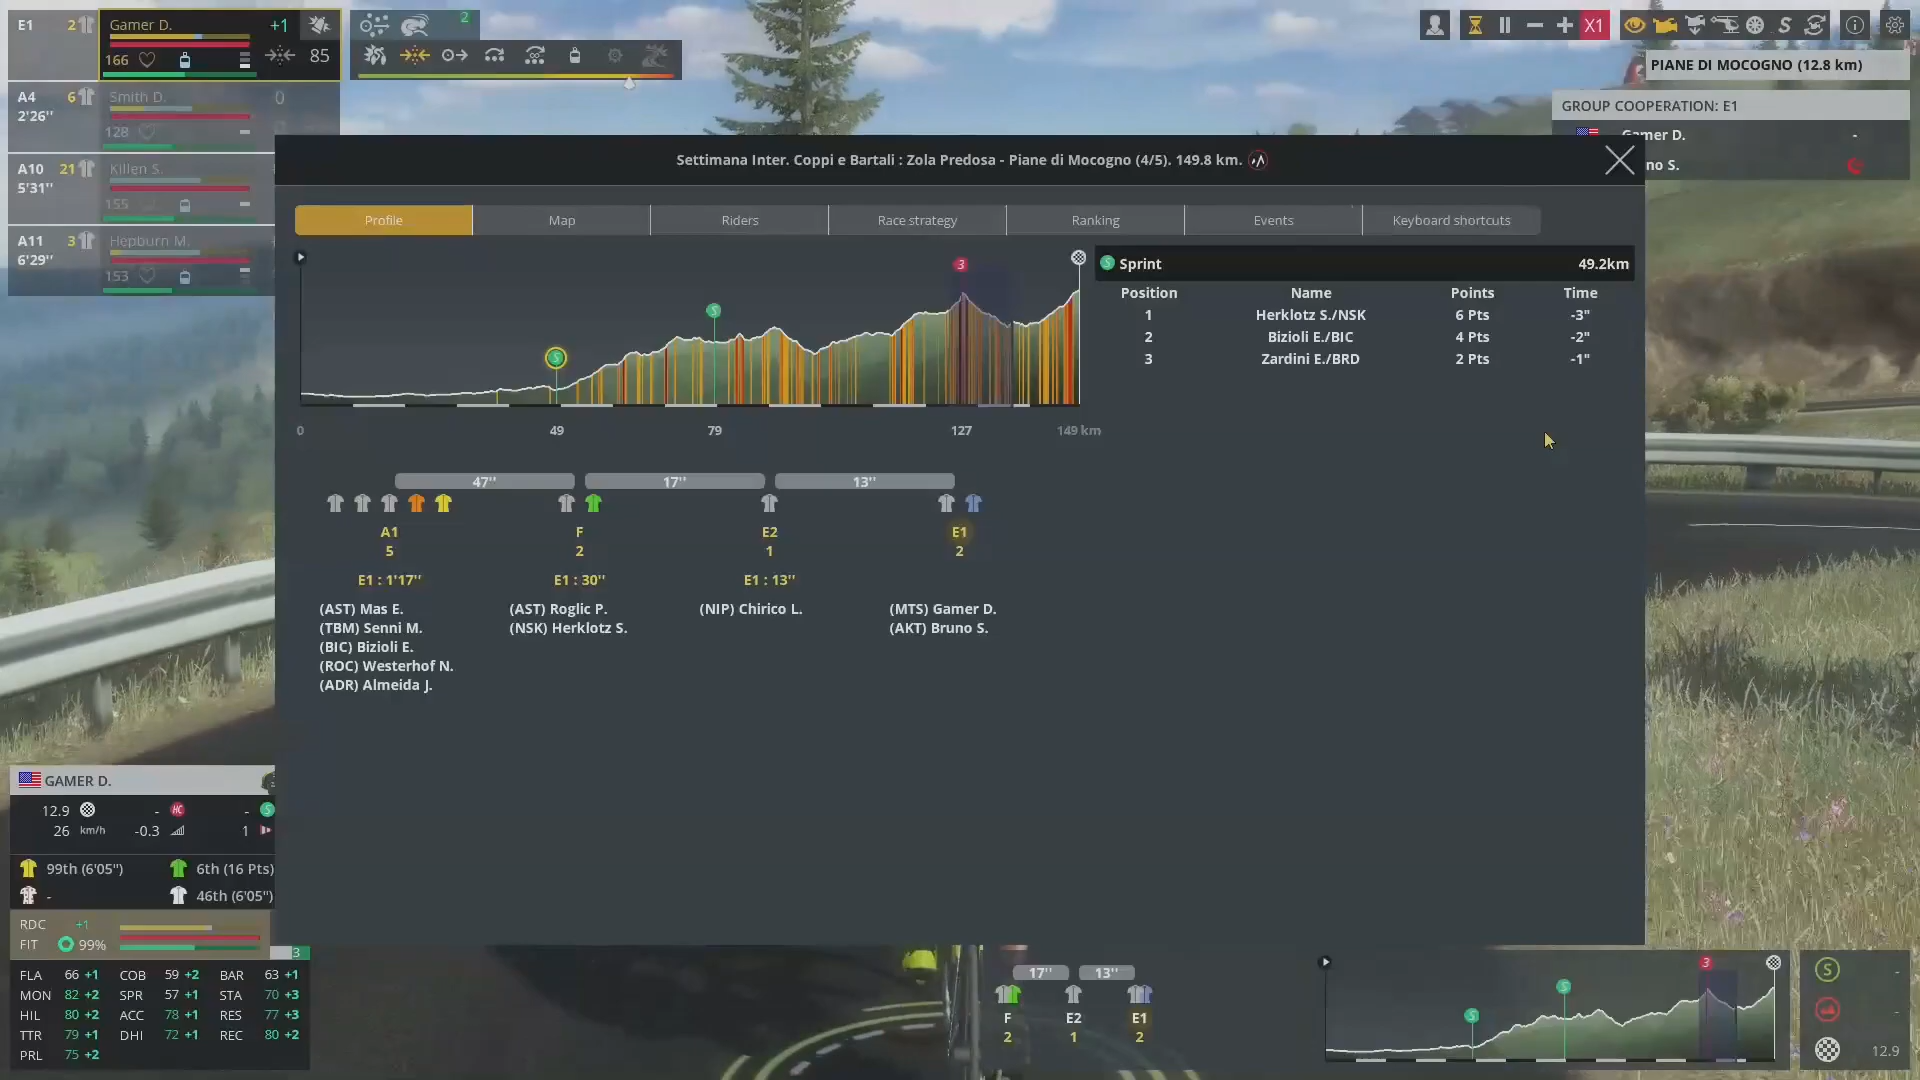 E1 2 Gamer D. +1
166 85
A4 6 Smith D. 0
2'26''
128
A10 21 Killen S.
5'31''
155
A11 3 Hepburn M.
6'29''
153
2
X1
PIANE DI MOCOGNO (12.8 km)
GROUP COOPERATION: E1
Gamer D. -
no S.
Settimana Inter. Coppi e Bartali : Zola Predosa - Piane di Mocogno (4/5). 149.8 km.
Profile Map Riders Race strategy Ranking Events Keyboard shortcuts
S Sprint 49.2km
Position Name Points Time
1 Herklotz S./NSK 6 Pts -3"
2 Bizioli E./BIC 4 Pts -2"
3 Zardini E./BRD 2 Pts -1"
3
S
S
0 49 79 127 149 km
47'' 17'' 13''
A1 F E2 E1
5 2 1 2
E1 : 1'17'' E1 : 30'' E1 : 13''
(AST) Mas E.
(TBM) Senni M.
(BIC) Bizioli E.
(ROC) Westerhof N.
(ADR) Almeida J.
(AST) Roglic P.
(NSK) Herklotz S.
(NIP) Chirico L.
(MTS) Gamer D.
(AKT) Bruno S.
GAMER D.
12.9 - HC - S
26 km/h -0.3 1
99th (6'05'') 6th (16 Pts)
- 46th (6'05'')
RDC +1
FIT 99%
3
FLA 66 +1 COB 59 +2 BAR 63 +1
MON 82 +2 SPR 57 +1 STA 70 +3
HIL 80 +2 ACC 78 +1 RES 77 +3
TTR 79 +1 DHI 72 +1 REC 80 +2
PRL 75 +2
17'' 13''
F E2 E1
2 1 2
3
S
S
S -
-
12.9